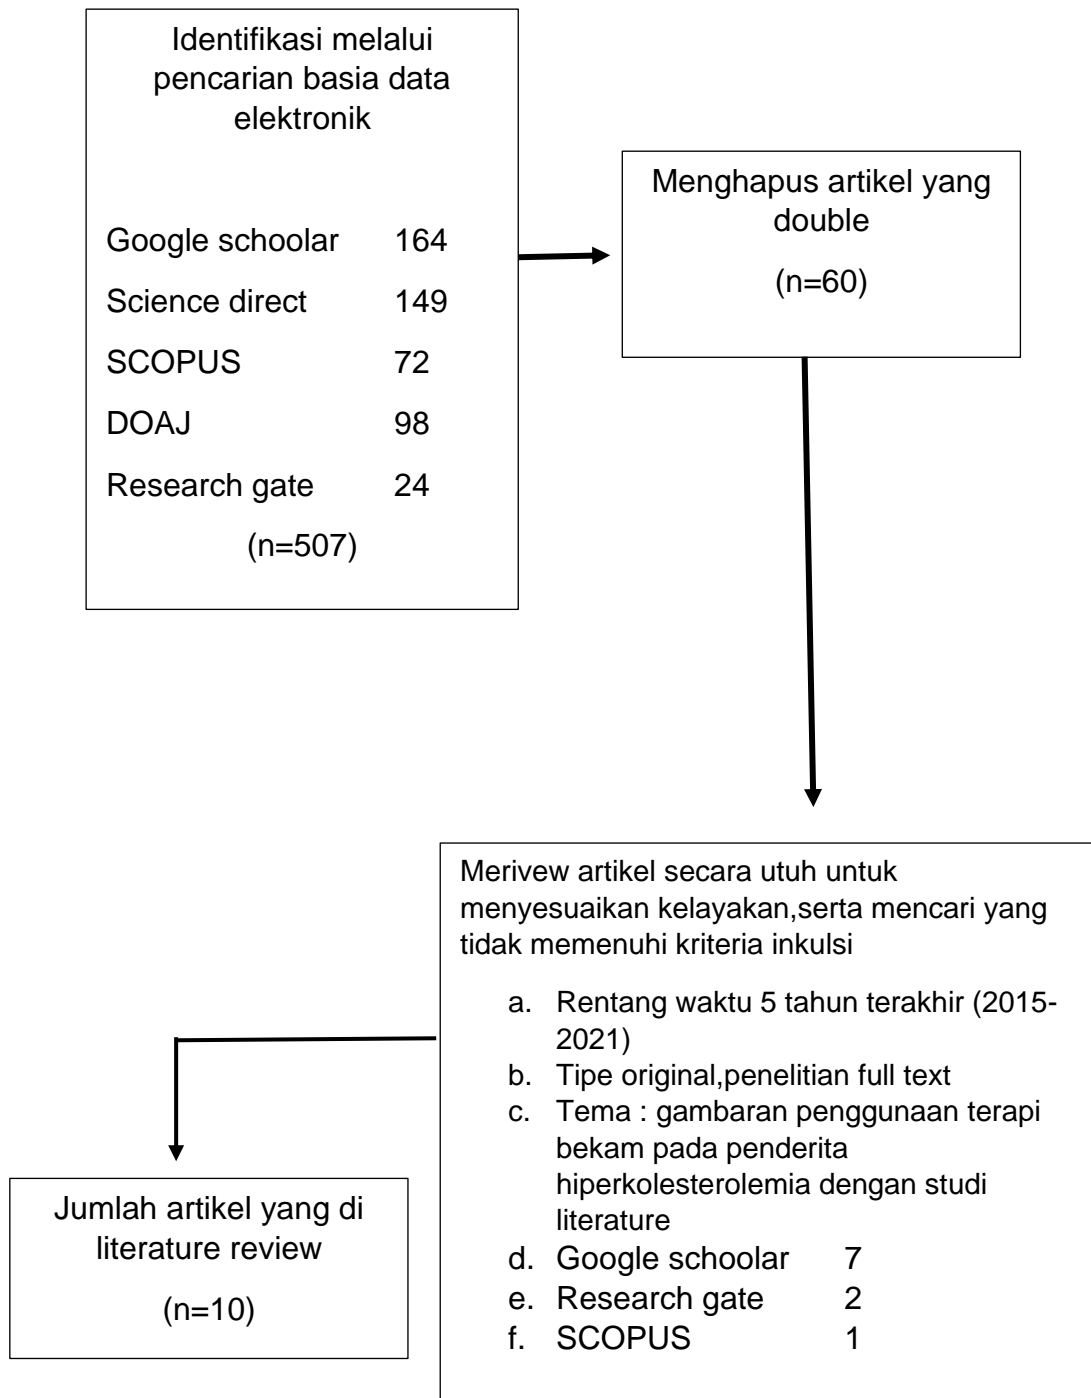 Identifikasi melalui
pencarian basia data
elektronik
Google schoolar 164
Science direct 149
SCOPUS 72
DOAJ 98
Research gate 24
(n=507)
Menghapus artikel yang
double
(n=60)
Merivew artikel secara utuh untuk
menyesuaikan kelayakan,serta mencari yang
tidak memenuhi kriteria inkulsi
a. Rentang waktu 5 tahun terakhir (2015-
2021)
b. Tipe original,penelitian full text
c. Tema : gambaran penggunaan terapi
bekam pada penderita
hiperkolesterolemia dengan studi
literature
d. Google schoolar 7
e. Research gate 2
f. SCOPUS 1
Jumlah artikel yang di
literature review
(n=10)